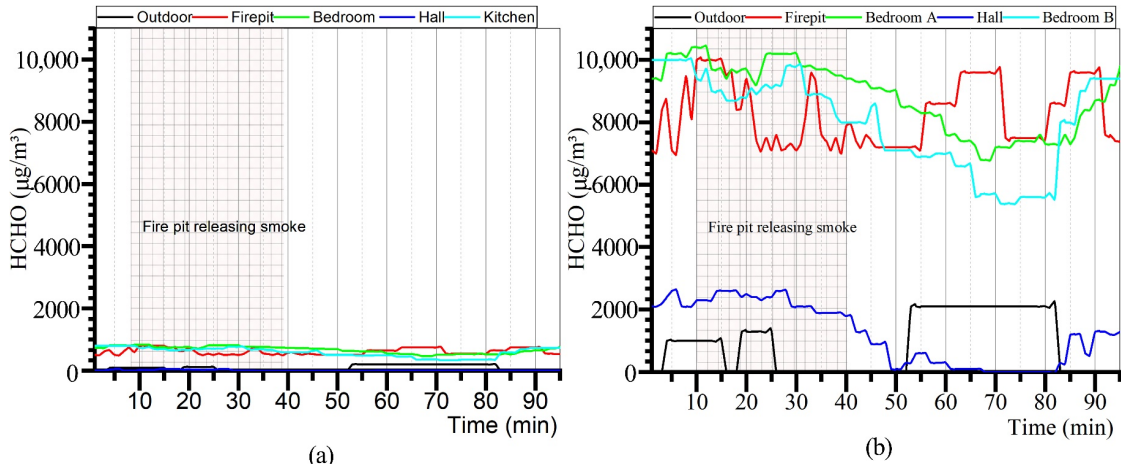 Outdoor Firepit Bedroom Hall Kitchen
10,000
8000
6000
4000
2000
0
HCHO (µg/m³)
Fire pit releasing smoke
10 20 30 40 50 60 70 80 90
Time (min)
(a)
Outdoor Firepit Bedroom A Hall Bedroom B
10,000
8000
6000
4000
2000
0
HCHO (µg/m³)
Fire pit releasing smoke
10 20 30 40 50 60 70 80 90
Time (min)
(b)